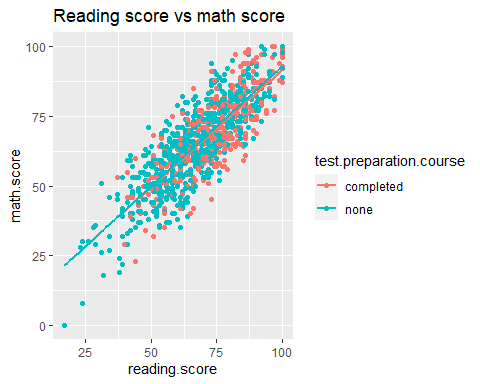 Reading score vs math score
100
75
50
25
0
math.score
25
50
75
100
reading.score
test.preparation.course
completed
none